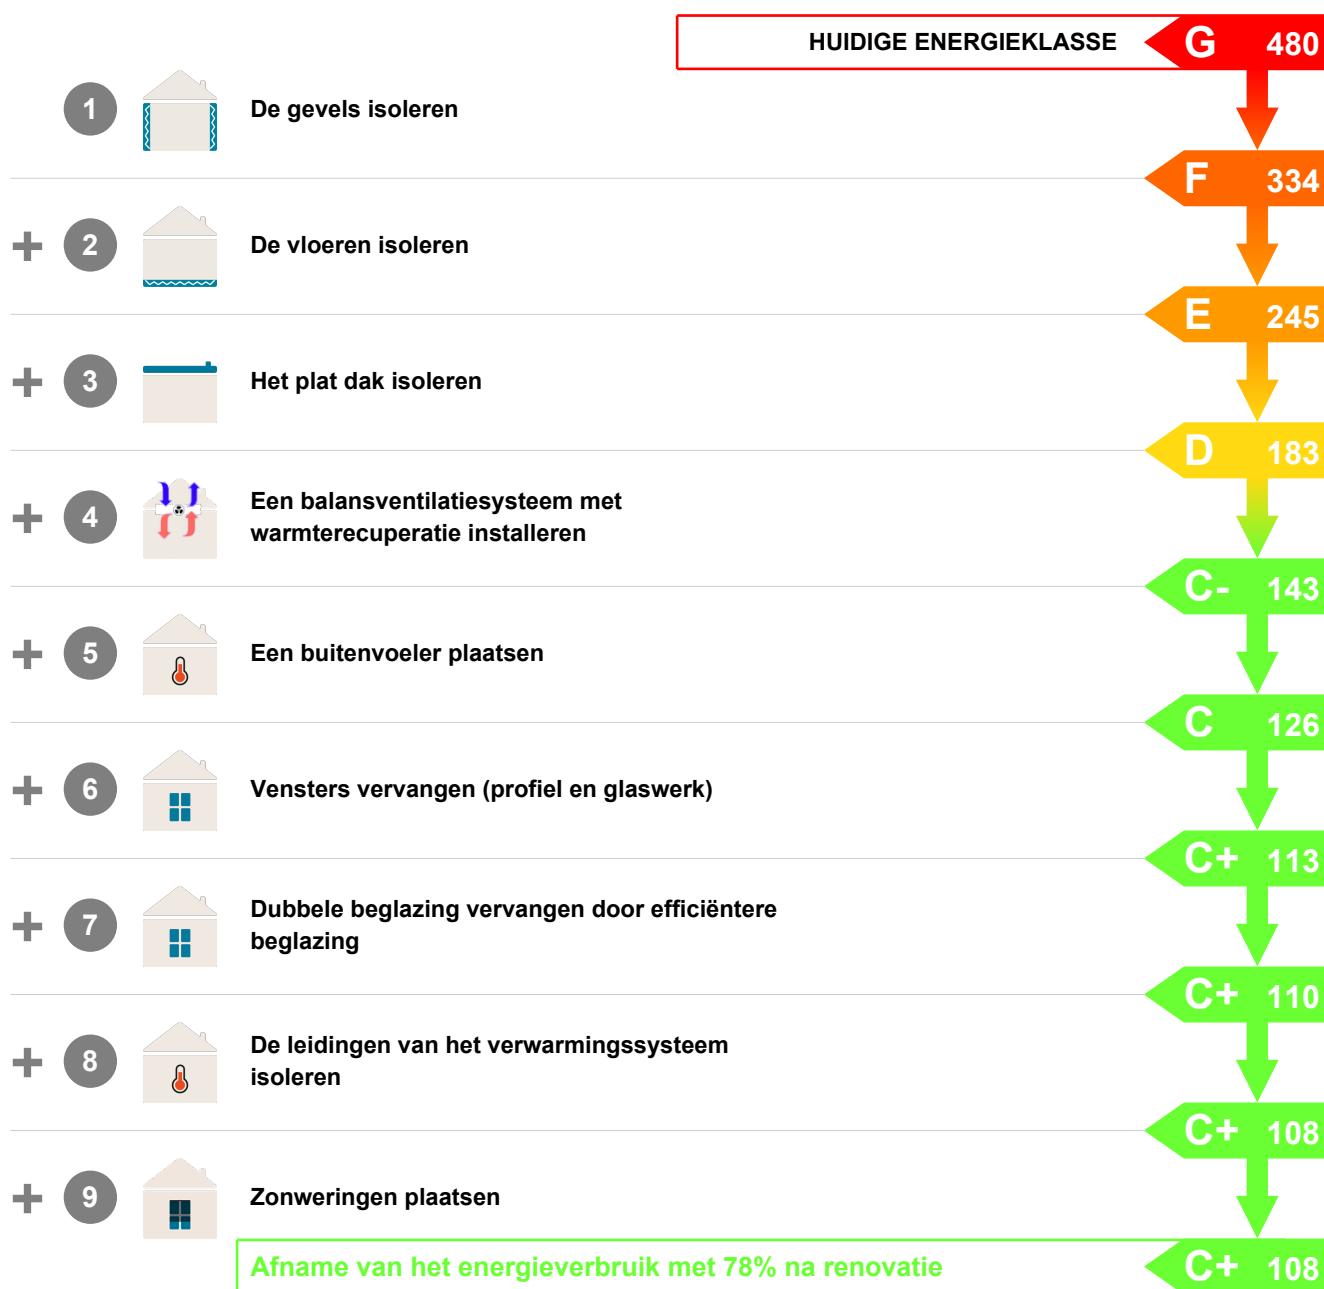 HUIDIGE ENERGIEKLASSE G 480
1 De gevels isoleren
F 334
+ 2 De vloeren isoleren
E 245
+ 3 Het plat dak isoleren
D 183
+ 4 Een balansventilatiesysteem met
warmterecuperatie installeren
C- 143
+ 5 Een buitenvoeler plaatsen
C 126
+ 6 Vensters vervangen (profiel en glaswerk)
C+ 113
+ 7 Dubbele beglazing vervangen door efficiëntere
beglazing
C+ 110
+ 8 De leidingen van het verwarmingssysteem
isoleren
C+ 108
+ 9 Zonweringen plaatsen
Afname van het energieverbruik met 78% na renovatie C+ 108